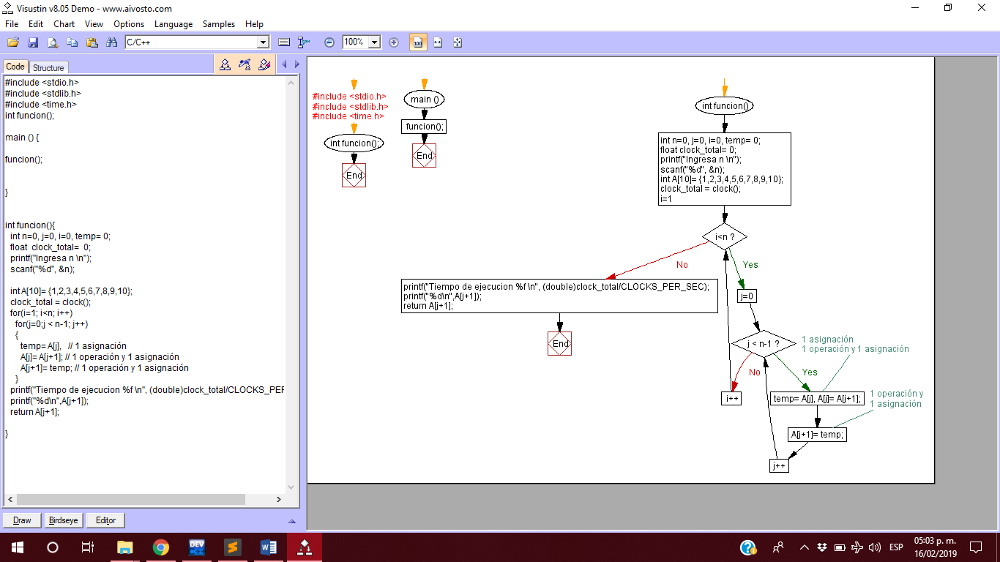 Visustin v8.05 Demo - www.aivosto.com
File Edit Chart View Options Language Samples Help
C/C++
100%
100
Code Structure
#include <stdio.h>
#include <stdlib.h>
#include <time.h>
int funcion();
main () {
funcion();
}
int funcion(){
int n=0, j=0, i=0, temp= 0;
float  clock_total=  0;
printf("Ingresa n \n");
scanf("%d", &n);
int A[10]= {1,2,3,4,5,6,7,8,9,10};
clock_total = clock();
for(i=1; i<n; i++)
for(j=0;j < n-1; j++)
{
temp= A[j],   // 1 asignación
A[j]= A[j+1]; // 1 operación y 1 asignación
A[j+1]= temp; // 1 operación y 1 asignación
}
printf("Tiempo de ejecucion %f \n", (double)clock_total/CLOCKS_PER
printf("%d\n",A[j+1]);
return A[j+1];
}
Draw Birdseye Editor
#include <stdio.h>
#include <stdlib.h>
#include <time.h>
int funcion();
End
main ()
funcion();
End
int funcion()
int n=0, j=0, i=0, temp= 0;
float clock_total= 0;
printf("Ingresa n \n");
scanf("%d", &n);
int A[10]= {1,2,3,4,5,6,7,8,9,10};
clock_total = clock();
i=1
i<n ?
No
Yes
printf("Tiempo de ejecucion %f \n", (double)clock_total/CLOCKS_PER_SEC);
printf("%d\n",A[j+1]);
return A[j+1];
End
j=0
j < n-1 ?
1 asignación
1 operación y 1 asignación
No
Yes
i++
temp= A[j], A[j]= A[j+1];
1 operación y
1 asignación
A[j+1]= temp;
j++
DEV
ESP
05:03 p. m.
16/02/2019